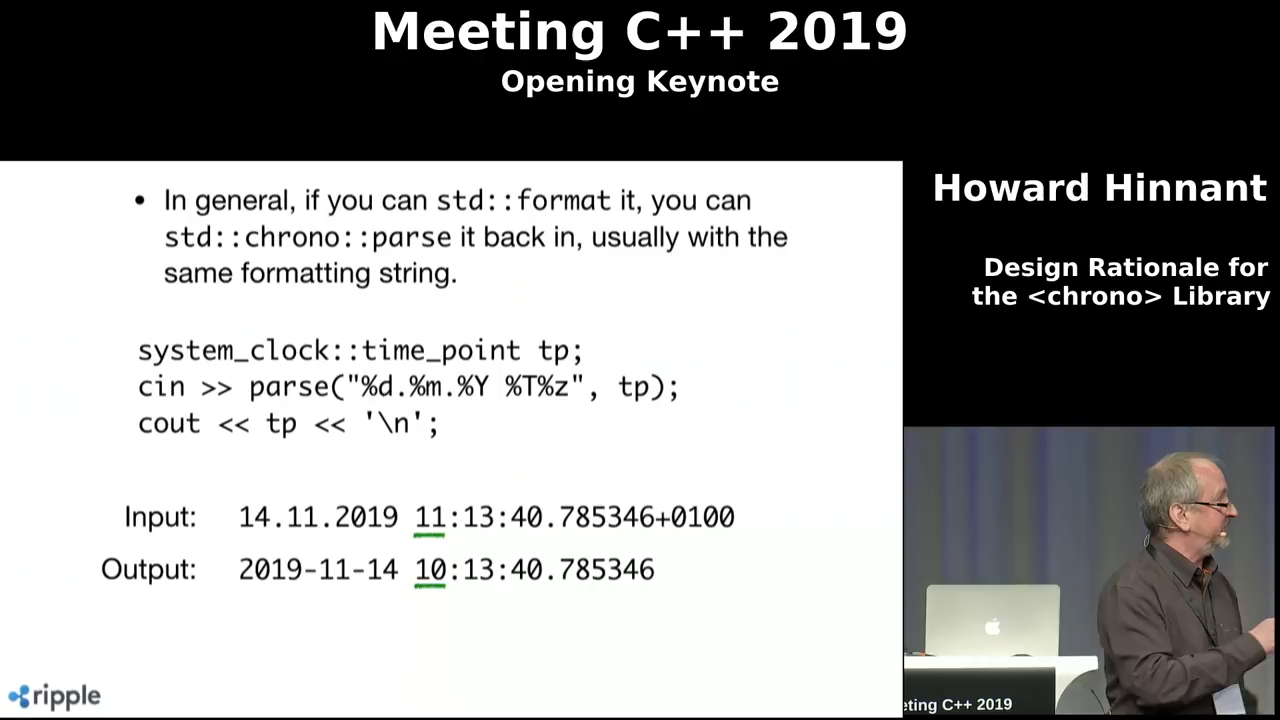 Meeting C++ 2019
Opening Keynote
Howard Hinnant
Design Rationale for
the <chrono> Library
• In general, if you can std::format it, you can
std::chrono::parse it back in, usually with the
same formatting string.
system_clock::time_point tp;
cin >> parse("%d.%m.%Y %T%z", tp);
cout << tp << '\n';
Input: 14.11.2019 11:13:40.785346+0100
Output: 2019-11-14 10:13:40.785346
ripple
eting C++ 2019